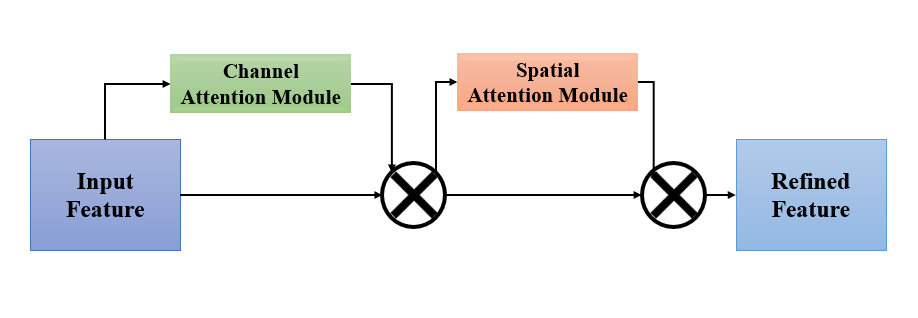 Channel
Attention Module
Spatial
Attention Module
Input
Feature
Refined
Feature